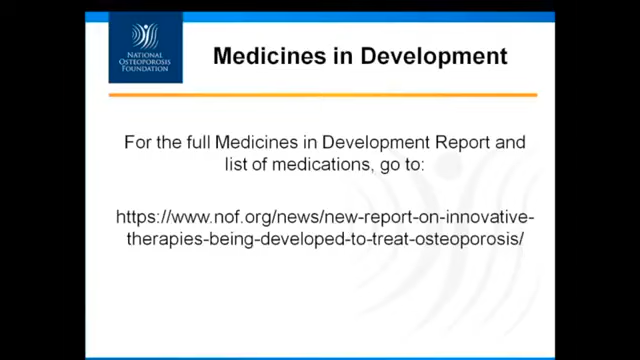 NATIONAL
OSTEOPOROSIS
FOUNDATION
Medicines in Development
For the full Medicines in Development Report and
list of medications, go to:
https://www.nof.org/news/new-report-on-innovative-
therapies-being-developed-to-treat-osteoporosis/